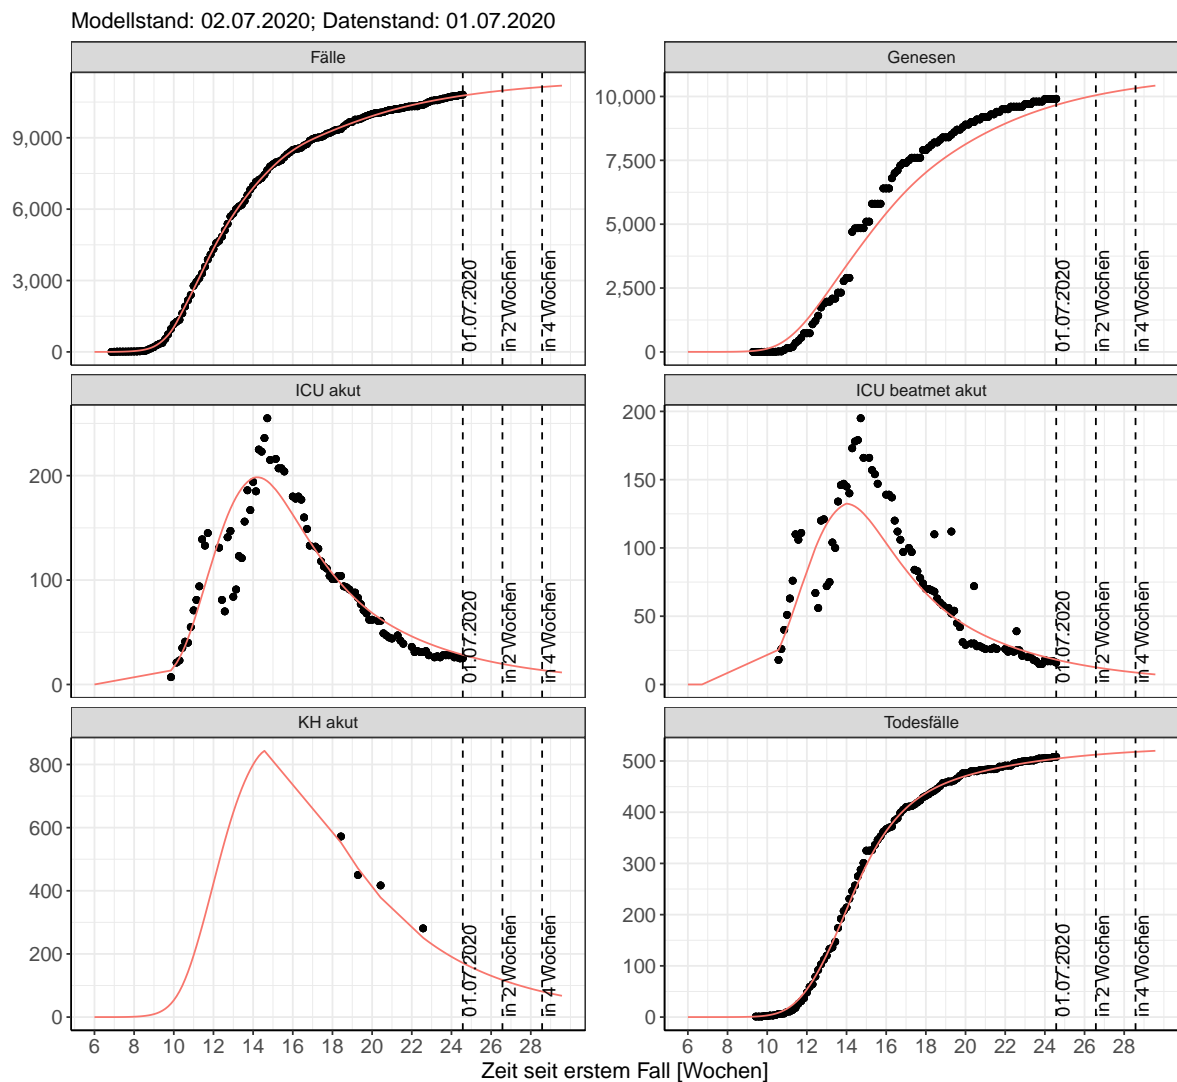 Modellstand: 02.07.2020; Datenstand: 01.07.2020
Fälle
Genesen
9,000
6,000
3,000
0
01.07.2020
in 2 Wochen
in 4 Wochen
10,000
7,500
5,000
2,500
0
01.07.2020
in 2 Wochen
in 4 Wochen
ICU akut
ICU beatmet akut
200
100
0
01.07.2020
in 2 Wochen
in 4 Wochen
200
150
100
50
0
01.07.2020
in 2 Wochen
in 4 Wochen
KH akut
Todesfälle
800
600
400
200
0
01.07.2020
in 2 Wochen
in 4 Wochen
500
400
300
200
100
0
01.07.2020
in 2 Wochen
in 4 Wochen
6 8 10 12 14 16 18 20 22 24 26 28
6 8 10 12 14 16 18 20 22 24 26 28
Zeit seit erstem Fall [Wochen]